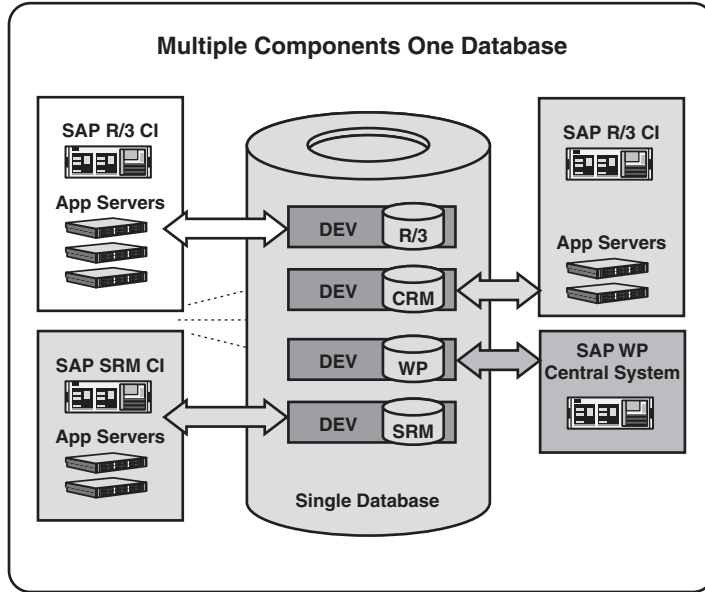 Multiple Components One Database
SAP R/3 CI
App Servers
SAP SRM CI
App Servers
DEV
R/3
DEV
CRM
DEV
WP
DEV
SRM
Single Database
SAP R/3 CI
App Servers
SAP WP
Central System